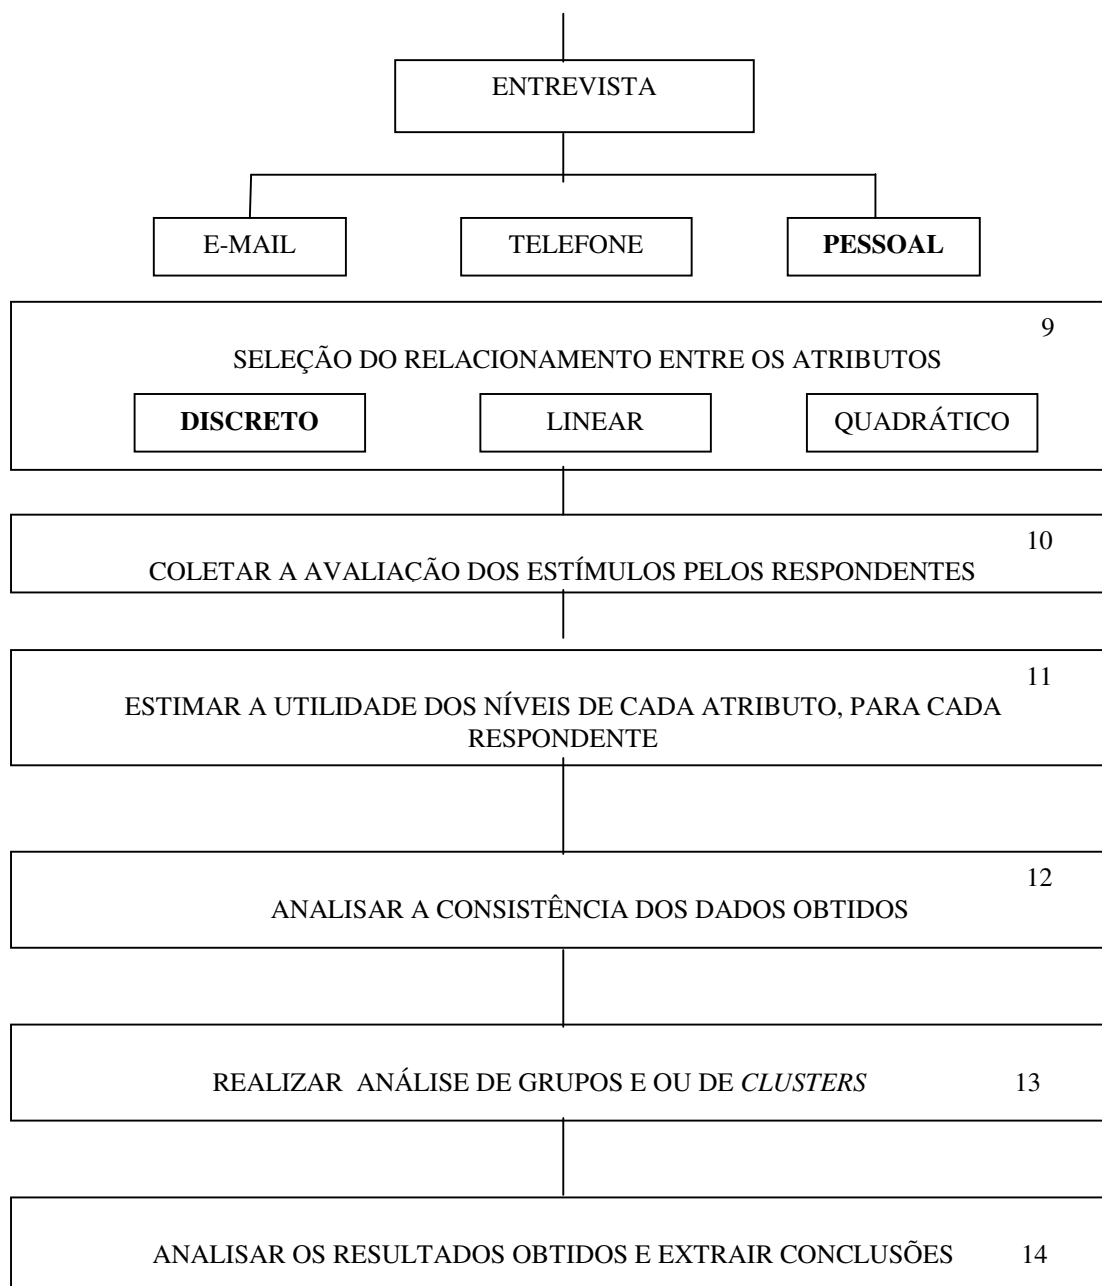 ENTREVISTA
E-MAIL
TELEFONE
PESSOAL
9
SELEÇÃO DO RELACIONAMENTO ENTRE OS ATRIBUTOS
DISCRETO
LINEAR
QUADRÁTICO
10
COLETAR A AVALIAÇÃO DOS ESTÍMULOS PELOS RESPONDENTES
11
ESTIMAR A UTILIDADE DOS NÍVEIS DE CADA ATRIBUTO, PARA CADA
RESPONDENTE
12
ANALISAR A CONSISTÊNCIA DOS DADOS OBTIDOS
REALIZAR ANÁLISE DE GRUPOS E OU DE CLUSTERS 13
ANALISAR OS RESULTADOS OBTIDOS E EXTRAIR CONCLUSÕES 14